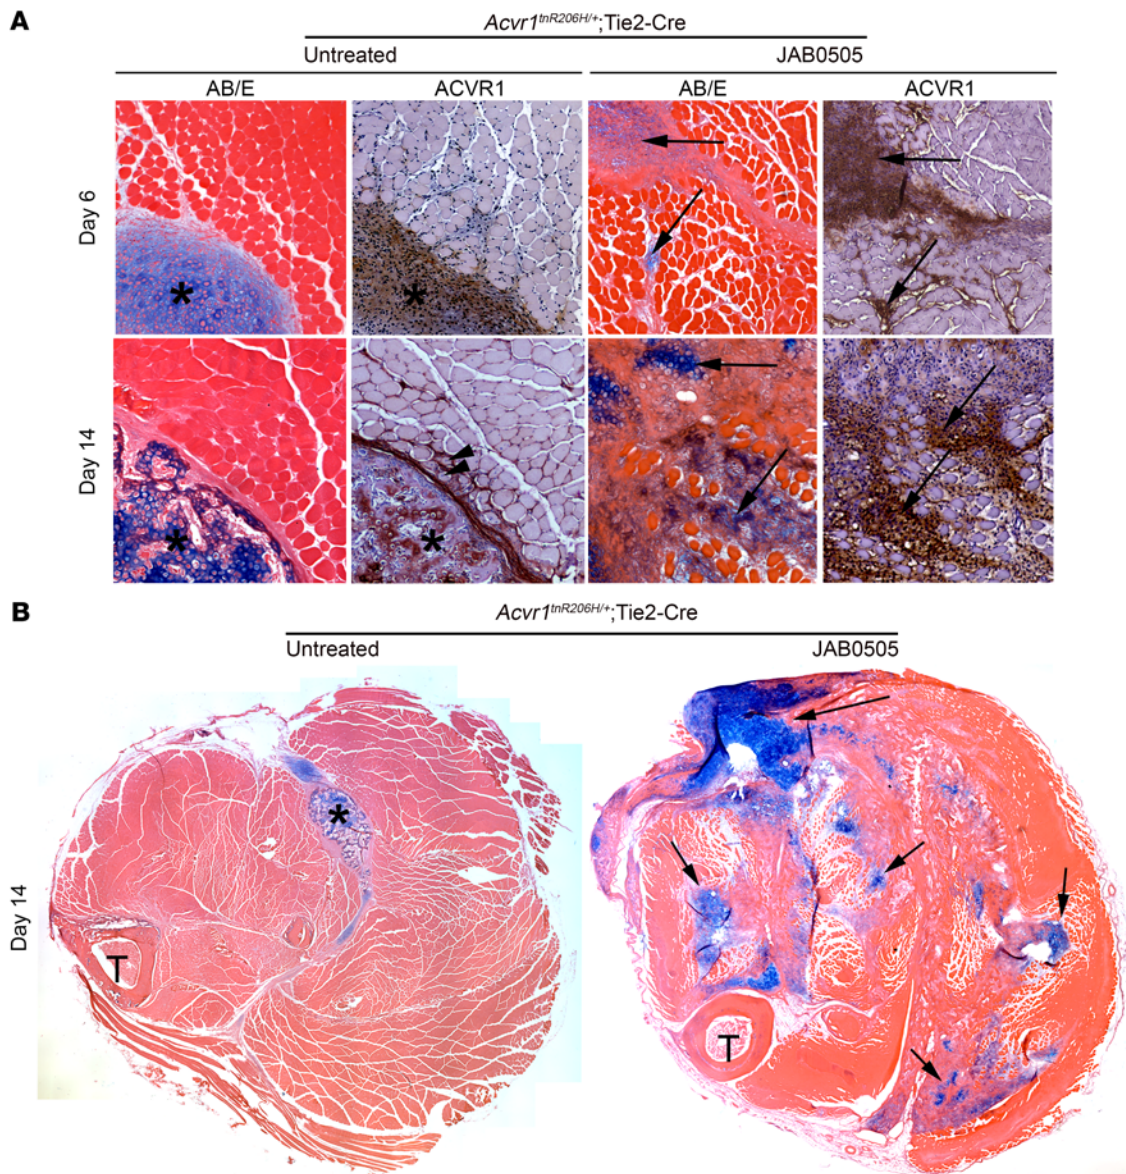 A
Acvr1tnR206H/+;Tie2-Cre
Untreated JAB0505
AB/E ACVR1 AB/E ACVR1
Day 6
Day 14
B
Acvr1tnR206H/+;Tie2-Cre
Untreated JAB0505
Day 14
T T